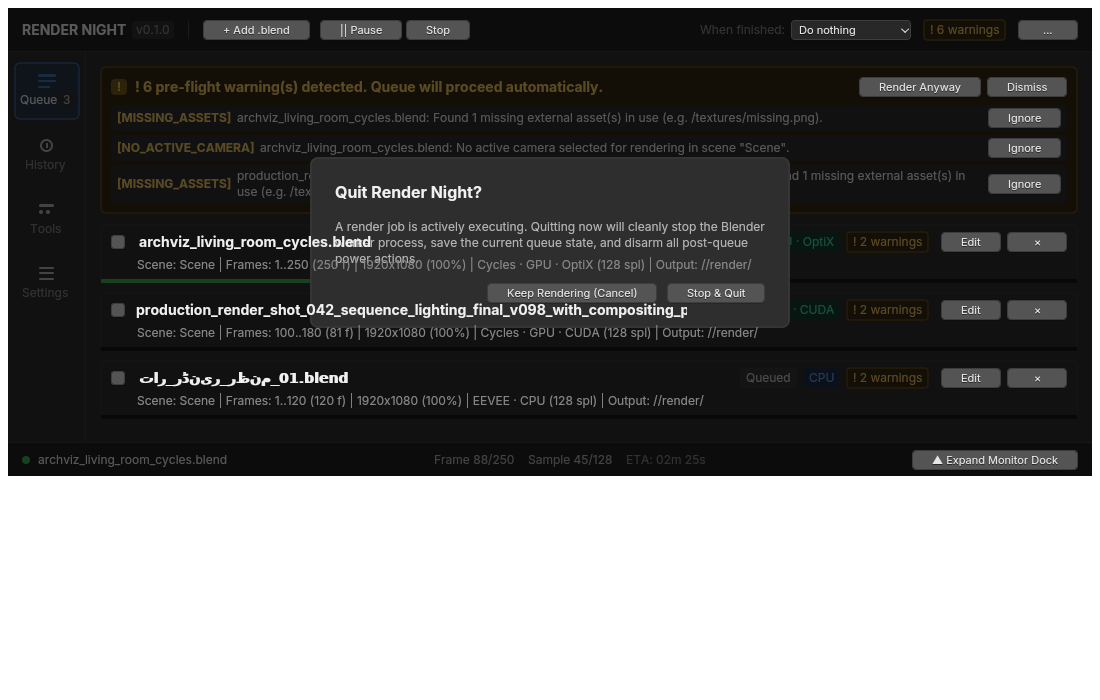 RENDER NIGHT v0.1.0 + Add .blend || Pause Stop When finished: Do nothing ! 6 warnings ...
Queue 3
History
Tools
Settings
! ! 6 pre-flight warning(s) detected. Queue will proceed automatically. Render Anyway Dismiss
[MISSING_ASSETS] archviz_living_room_cycles.blend: Found 1 missing external asset(s) in use (e.g. /textures/missing.png). Ignore
[NO_ACTIVE_CAMERA] archviz_living_room_cycles.blend: No active camera selected for rendering in scene "Scene". Ignore
[MISSING_ASSETS] 1 missing external asset(s) in
use (e.g. Ignore
Quit Render Night?
A render job is actively executing. Quitting now will cleanly stop the Blender
process, save the current queue state, and disarm all post-queue
power actions.
Keep Rendering (Cancel) Stop & Quit
archviz_living_room_cycles.blend · OptiX ! 2 warnings Edit ×
Scene: Scene | Frames: 1..250 (250 f) | 1920x1080 (100%) | Cycles · GPU · OptiX (128 spl) | Output: //render/
production_render_shot_042_sequence_lighting_final_v098_with_compositing_p · CUDA ! 2 warnings Edit ×
Scene: Scene | Frames: 100..180 (81 f) | 1920x1080 (100%) | Cycles · GPU · CUDA (128 spl) | Output: //render/
منظر_رینڈر_رات_01.blend Queued CPU ! 2 warnings Edit ×
Scene: Scene | Frames: 1..120 (120 f) | 1920x1080 (100%) | EEVEE · CPU (128 spl) | Output: //render/
archviz_living_room_cycles.blend Frame 88/250 Sample 45/128 ETA: 02m 25s ▲ Expand Monitor Dock